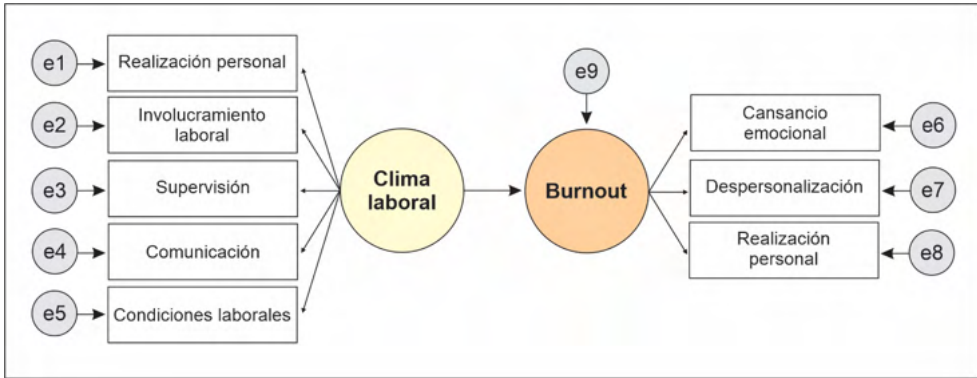 e1
Realización personal
e2
Involucramiento
laboral
e3
Supervisión
e4
Comunicación
e5
Condiciones laborales
Clima
laboral
e9
Burnout
Cansancio
emocional
e6
Despersonalización
e7
Realización
personal
e8